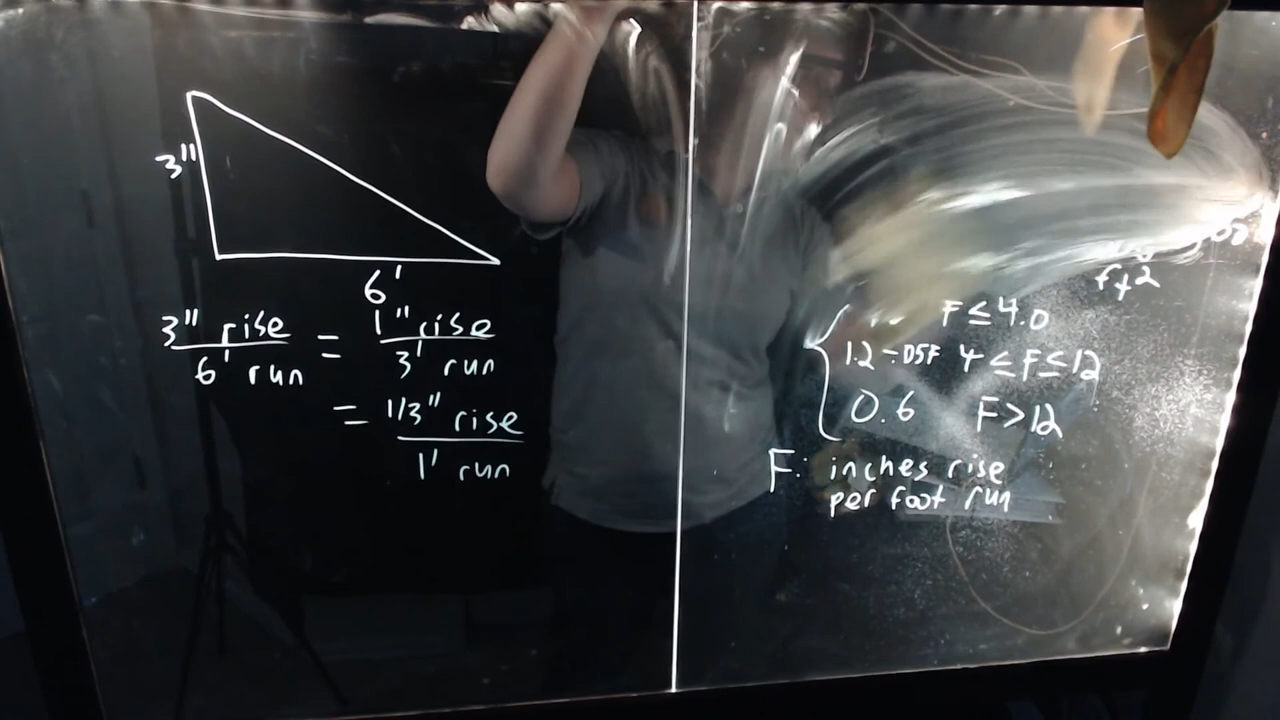 3"
6'
3" rise = 1" rise
6' run 3' run
= 1/3" rise
1' run
ft2
F≤4.0
1.2-.05F 4≤F≤12
0.6 F>12
F: inches rise
per foot run